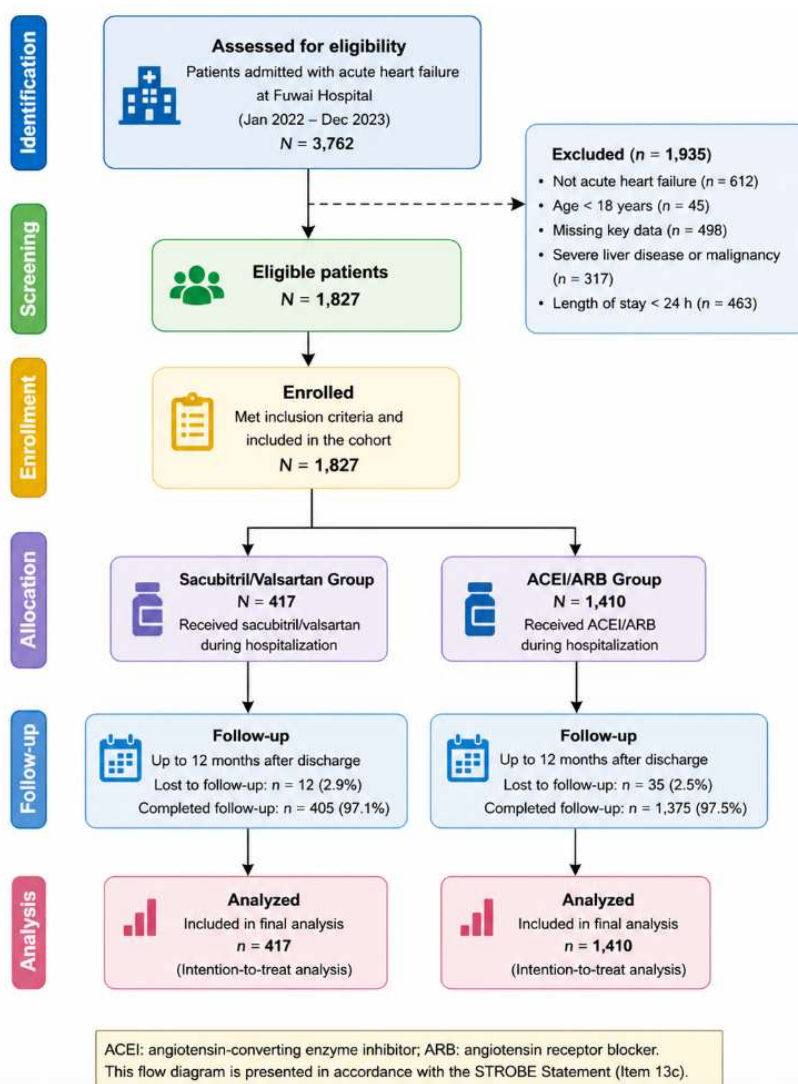 Identification
Assessed for eligibility
Patients admitted with acute heart failure
at Fuwai Hospital
(Jan 2022 – Dec 2023)
N = 3,762
Excluded (n = 1,935)
• Not acute heart failure (n = 612)
• Age < 18 years (n = 45)
• Missing key data (n = 498)
• Severe liver disease or malignancy
(n = 317)
• Length of stay < 24 h (n = 463)
Screening
Eligible patients
N = 1,827
Enrollment
Enrolled
Met inclusion criteria and
included in the cohort
N = 1,827
Allocation
Sacubitril/Valsartan Group
N = 417
Received sacubitril/valsartan
during hospitalization
ACEI/ARB Group
N = 1,410
Received ACEI/ARB
during hospitalization
Follow-up
Follow-up
Up to 12 months after discharge
Lost to follow-up: n = 12 (2.9%)
Completed follow-up: n = 405 (97.1%)
Follow-up
Up to 12 months after discharge
Lost to follow-up: n = 35 (2.5%)
Completed follow-up: n = 1,375 (97.5%)
Analysis
Analyzed
Included in final analysis
n = 417
(Intention-to-treat analysis)
Analyzed
Included in final analysis
n = 1,410
(Intention-to-treat analysis)
ACEI: angiotensin-converting enzyme inhibitor; ARB: angiotensin receptor blocker.
This flow diagram is presented in accordance with the STROBE Statement (Item 13c).